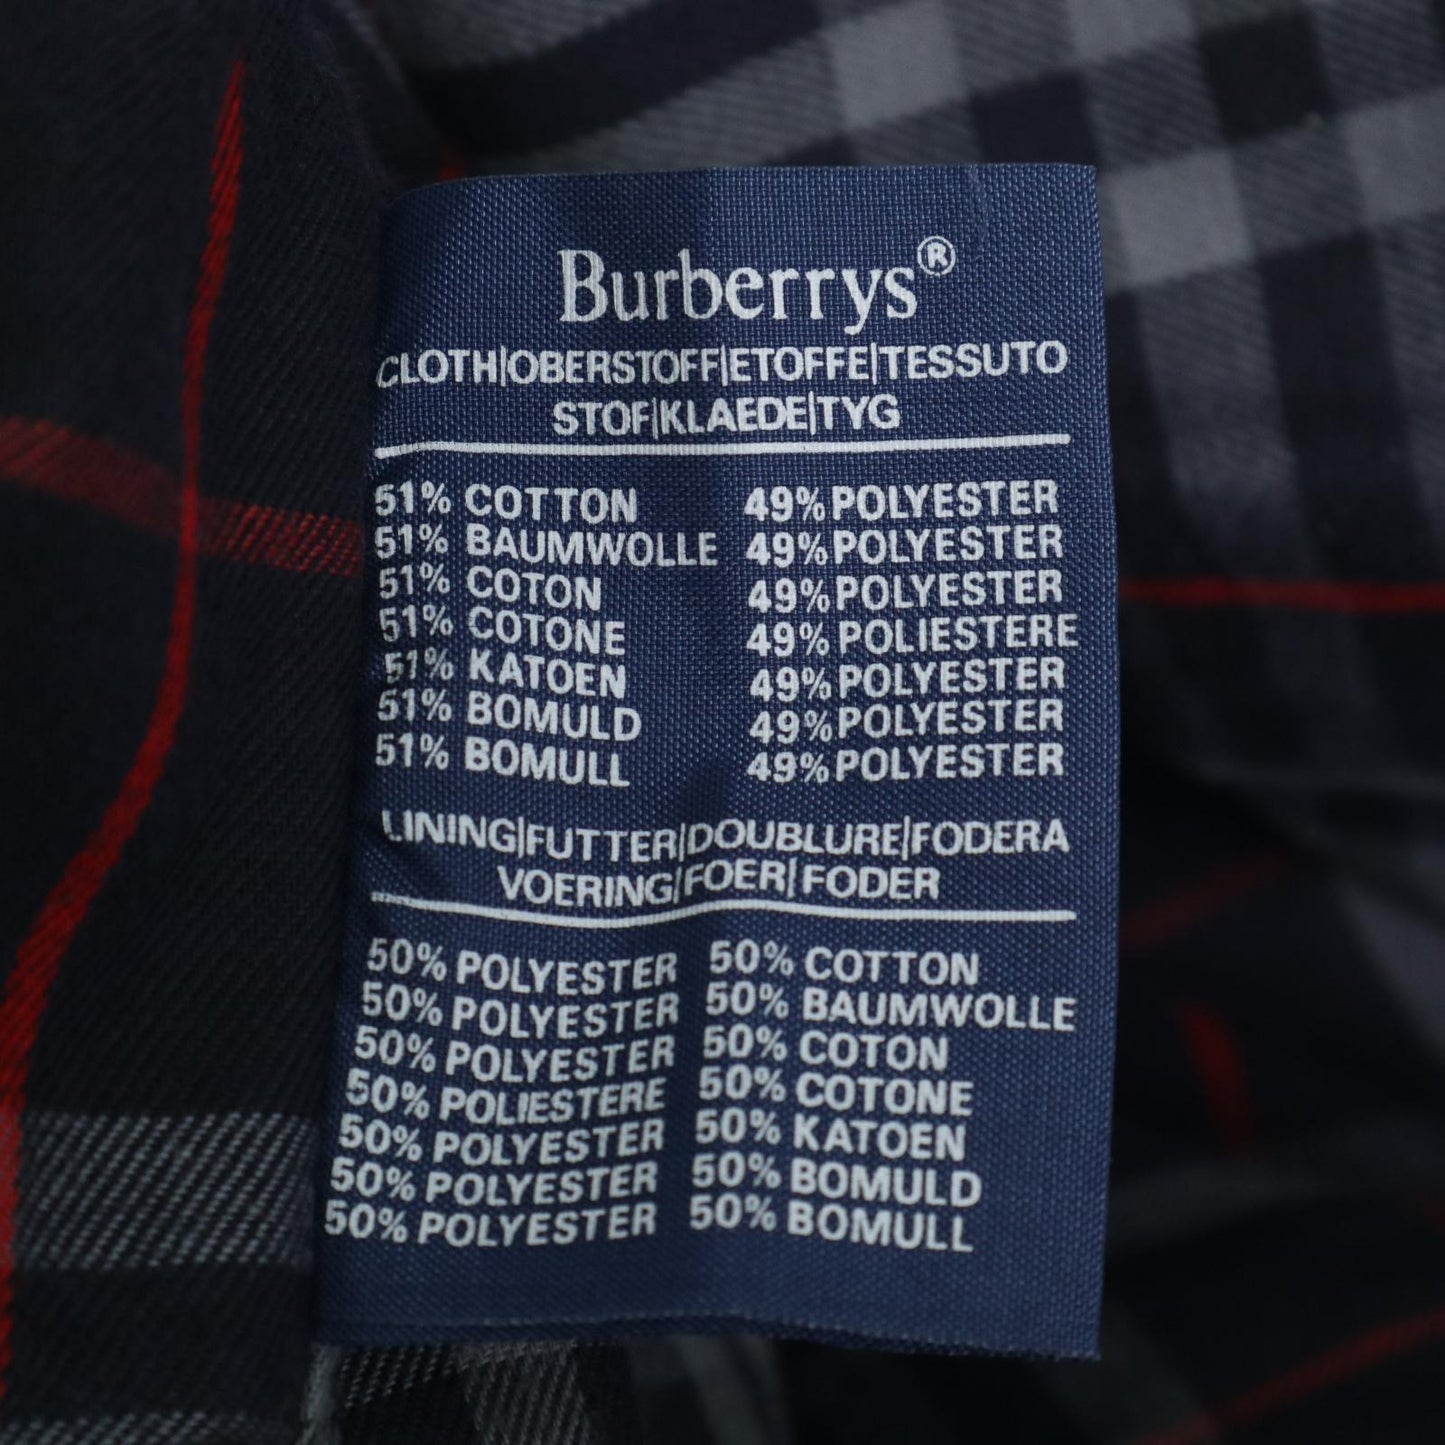 Burberrys®
CLOTH|OBERSTOFF|ETOFFE|TESSUTO
STOF|KLAEDE|TYG
51% COTTON 49% POLYESTER
51% BAUMWOLLE 49% POLYESTER
51% COTON 49% POLYESTER
51% COTONE 49% POLIESTERE
51% KATOEN 49% POLYESTER
51% BOMULD 49% POLYESTER
51% BOMULL 49% POLYESTER
LINING|FUTTER|DOUBLURE|FODERA
VOERING|FOER|FODER
50% POLYESTER 50% COTTON
50% POLYESTER 50% BAUMWOLLE
50% POLYESTER 50% COTON
50% POLIESTERE 50% COTONE
50% POLYESTER 50% KATOEN
50% POLYESTER 50% BOMULD
50% POLYESTER 50% BOMULL